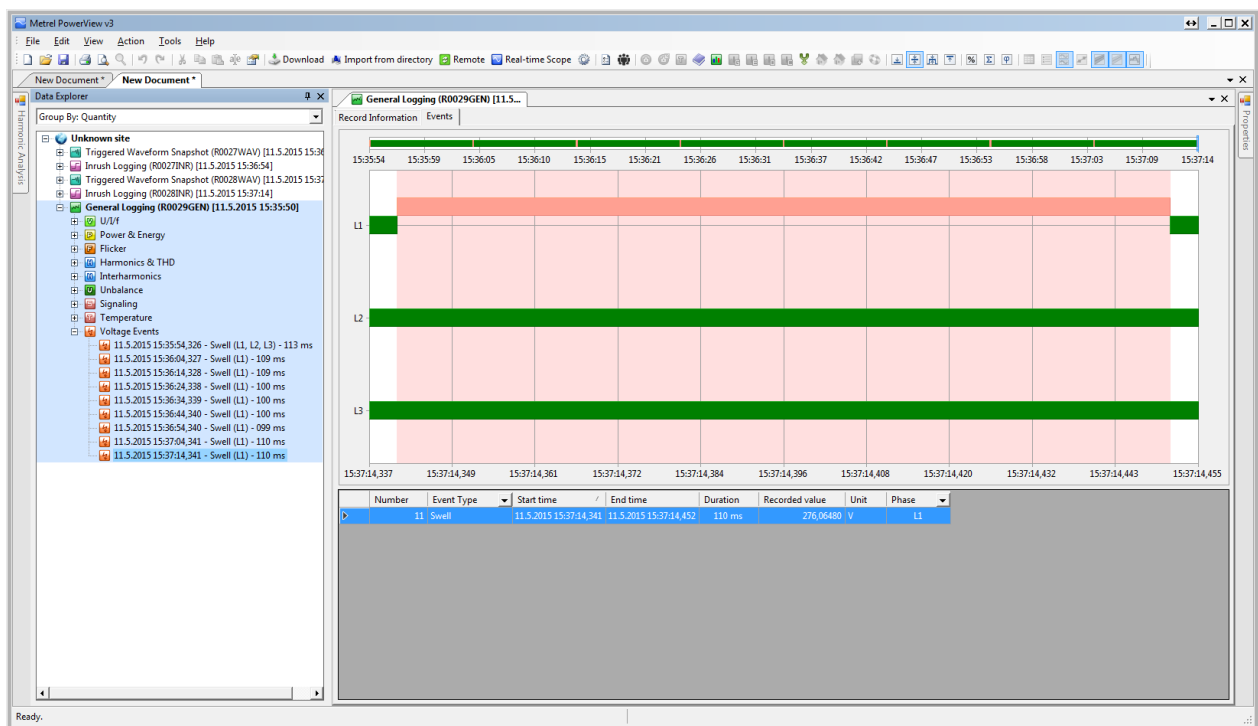 Metrel PowerView v3
File Edit View Action Tools Help
Download Import from directory Remote Real-time Scope
New Document * New Document *
Harmonic Analysis
Data Explorer
Group By: Quantity
Unknown site
Triggered Waveform Snapshot (R0027WAV) [11.5.2015 15:36
Inrush Logging (R0027INR) [11.5.2015 15:36:54]
Triggered Waveform Snapshot (R0028WAV) [11.5.2015 15:37
Inrush Logging (R0028INR) [11.5.2015 15:37:14]
General Logging (R0029GEN) [11.5.2015 15:35:50]
U/I/f
Power & Energy
Flicker
Harmonics & THD
Interharmonics
Unbalance
Signaling
Temperature
Voltage Events
11.5.2015 15:35:54,326 - Swell (L1, L2, L3) - 113 ms
11.5.2015 15:36:04,327 - Swell (L1) - 109 ms
11.5.2015 15:36:14,328 - Swell (L1) - 109 ms
11.5.2015 15:36:24,338 - Swell (L1) - 100 ms
11.5.2015 15:36:34,339 - Swell (L1) - 100 ms
11.5.2015 15:36:44,340 - Swell (L1) - 100 ms
11.5.2015 15:36:54,340 - Swell (L1) - 099 ms
11.5.2015 15:37:04,341 - Swell (L1) - 110 ms
11.5.2015 15:37:14,341 - Swell (L1) - 110 ms
General Logging (R0029GEN) [11.5...
Record Information Events
15:35:54 15:35:59 15:36:05 15:36:10 15:36:15 15:36:21 15:36:26 15:36:31 15:36:37 15:36:42 15:36:47 15:36:53 15:36:58 15:37:03 15:37:09 15:37:14
L1
L2
L3
15:37:14,337 15:37:14,349 15:37:14,361 15:37:14,372 15:37:14,384 15:37:14,396 15:37:14,408 15:37:14,420 15:37:14,432 15:37:14,443 15:37:14,455
Number Event Type Start time End time Duration Recorded value Unit Phase
11 Swell 11.5.2015 15:37:14,341 11.5.2015 15:37:14,452 110 ms 276,06480 V L1
Properties
Ready.